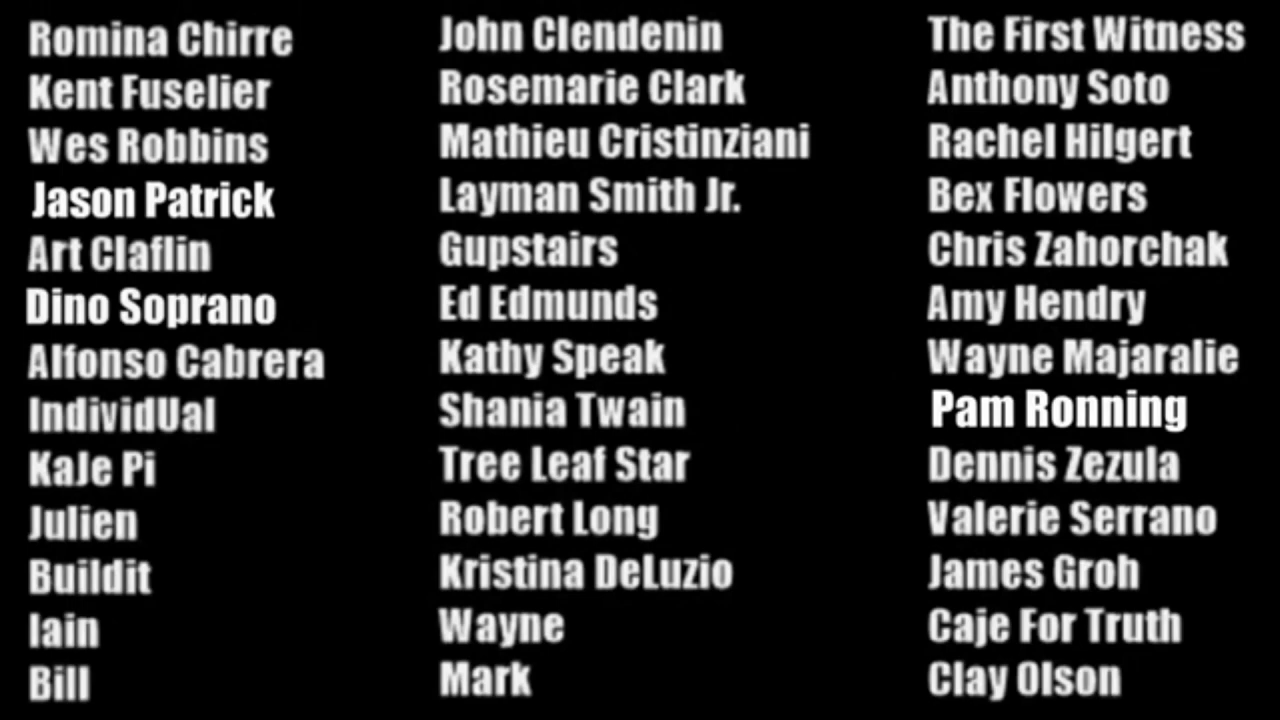 Romina Chirre
Kent Fuselier
Wes Robbins
Jason Patrick
Art Claflin
Dino Soprano
Alfonso Cabrera
IndividUal
KaJe Pi
Julien
Buildit
Iain
Bill
John Clendenin
Rosemarie Clark
Mathieu Cristinziani
Layman Smith Jr.
Gupstairs
Ed Edmunds
Kathy Speak
Shania Twain
Tree Leaf Star
Robert Long
Kristina DeLuzio
Wayne
Mark
The First Witness
Anthony Soto
Rachel Hilgert
Bex Flowers
Chris Zahorchak
Amy Hendry
Wayne Majaralie
Pam Ronning
Dennis Zezula
Valerie Serrano
James Groh
Caje For Truth
Clay Olson